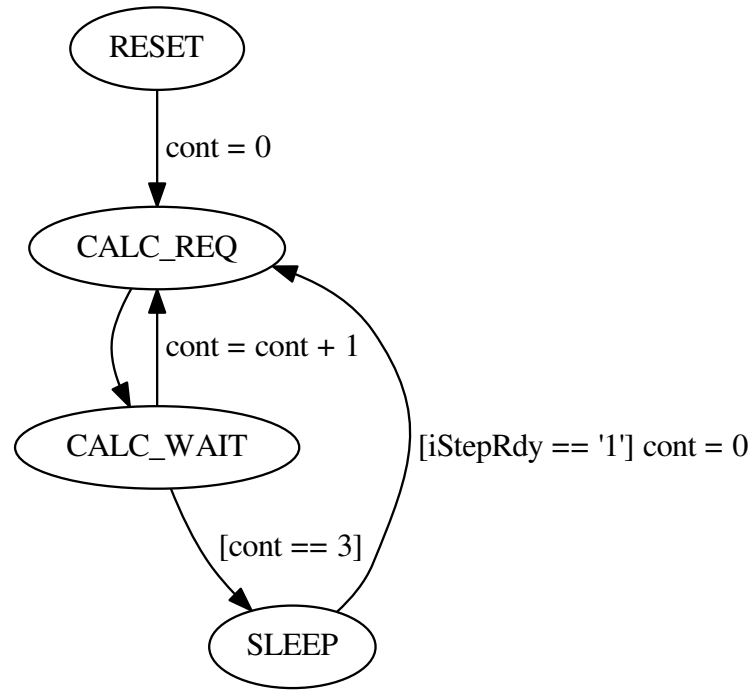 RESET
cont = 0
CALC_REQ
cont = cont + 1
CALC_WAIT
[iStepRdy == '1'] cont = 0
[cont == 3]
SLEEP